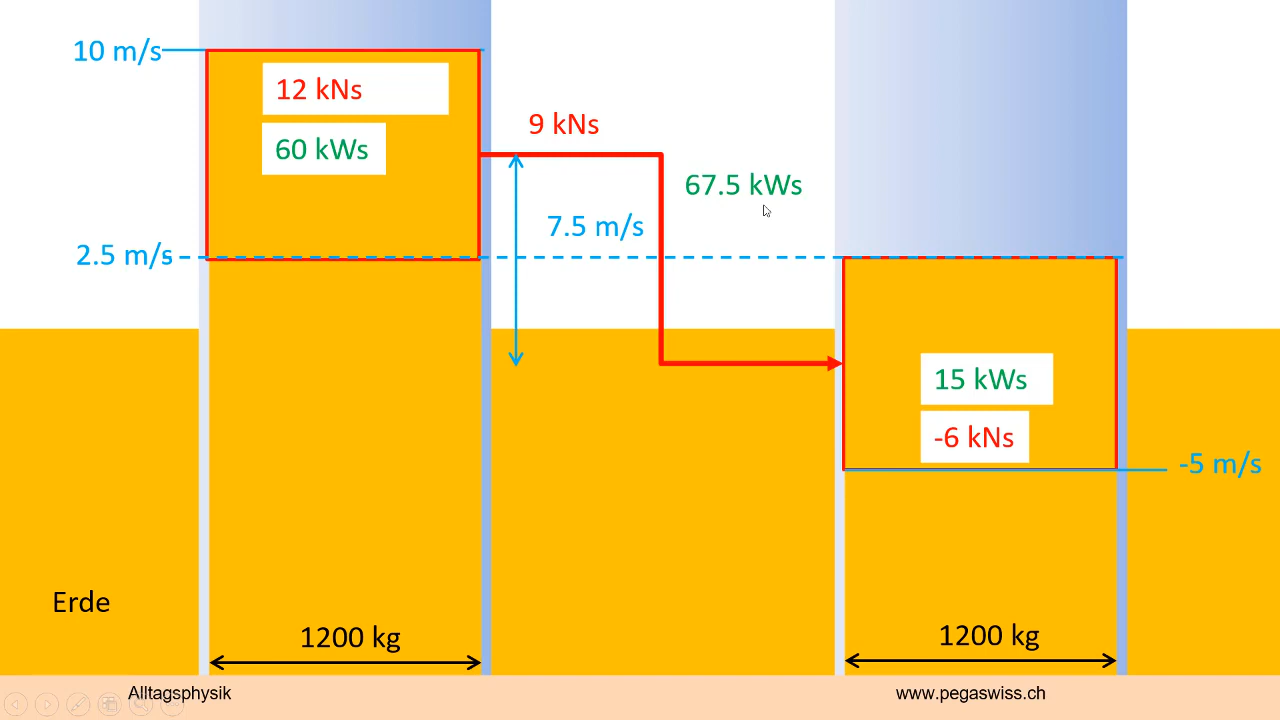 10 m/s
12 kNs
60 kWs
9 kNs
67.5 kWs
7.5 m/s
2.5 m/s
15 kWs
-6 kNs
-5 m/s
Erde
1200 kg
1200 kg
Alltagsphysik
www.pegaswiss.ch